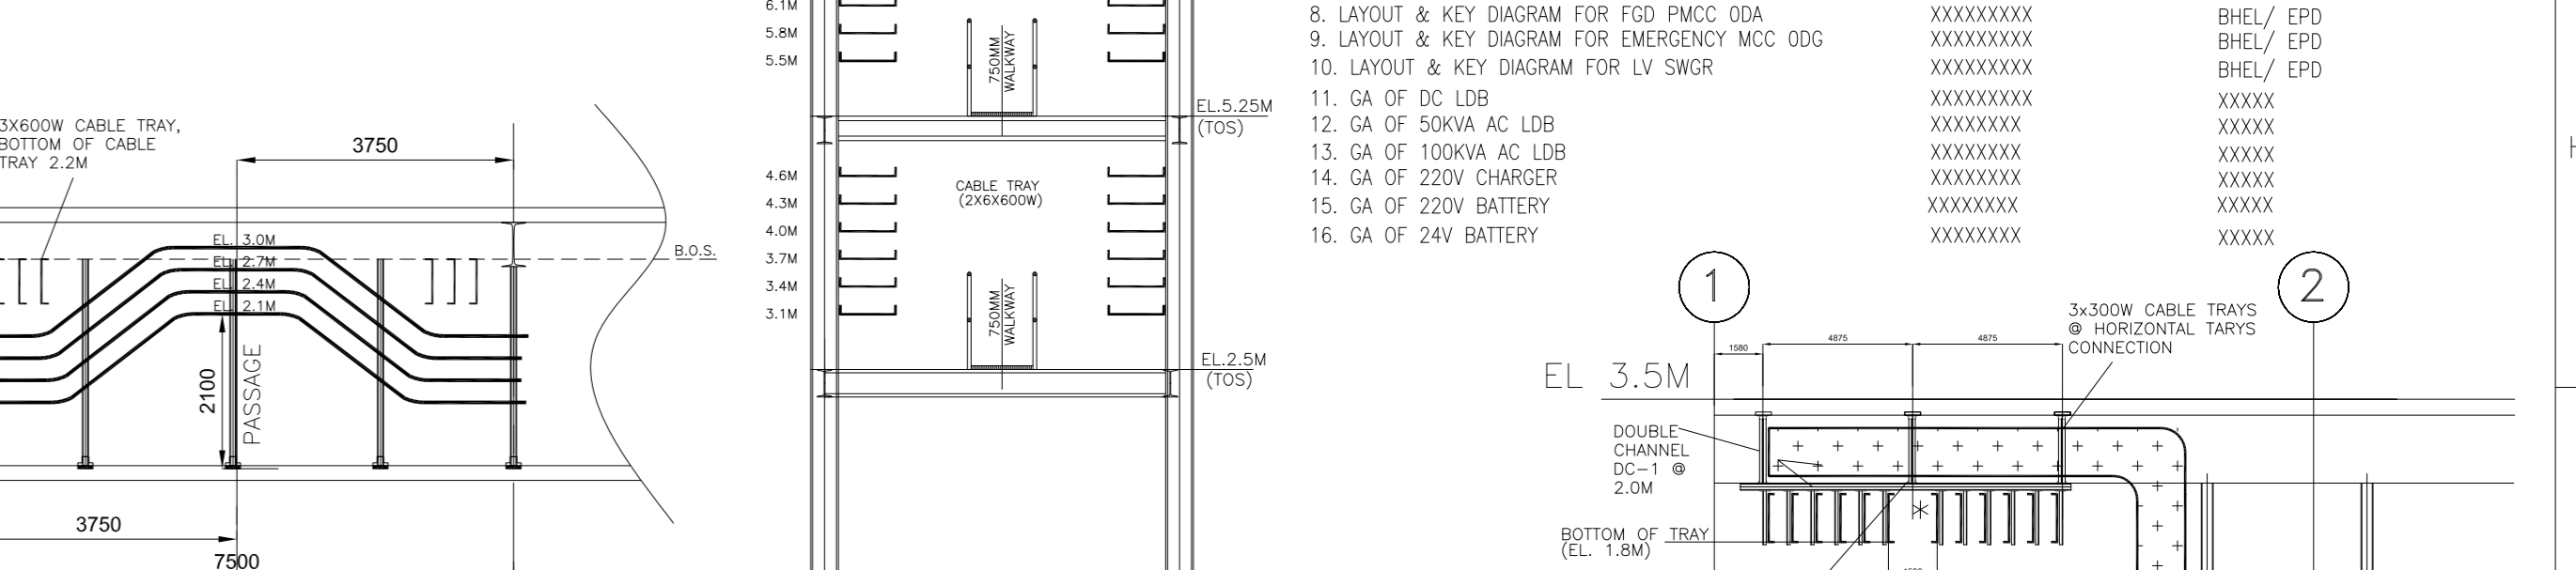 3X600W CABLE TRAY,
BOTTOM OF CABLE
TRAY 2.2M
3750
EL. 3.0M
EL. 2.7M
EL. 2.4M
EL. 2.1M
B.O.S.
2100
PASSAGE
3750
7500
6.1M
5.8M
5.5M
750MM
WALKWAY
EL.5.25M
(TOS)
4.6M
4.3M
4.0M
3.7M
3.4M
3.1M
CABLE TRAY
(2X6X600W)
750MM
WALKWAY
EL.2.5M
(TOS)
8. LAYOUT & KEY DIAGRAM FOR FGD PMCC 0DA XXXXXXXXX BHEL/ EPD
9. LAYOUT & KEY DIAGRAM FOR EMERGENCY MCC 0DG XXXXXXXXX BHEL/ EPD
10. LAYOUT & KEY DIAGRAM FOR LV SWGR XXXXXXXXX BHEL/ EPD
11. GA OF DC LDB XXXXXXXXX XXXXX
12. GA OF 50KVA AC LDB XXXXXXXX XXXXX
13. GA OF 100KVA AC LDB XXXXXXXX XXXXX
14. GA OF 220V CHARGER XXXXXXXX XXXXX
15. GA OF 220V BATTERY XXXXXXXX XXXXX
16. GA OF 24V BATTERY XXXXXXXX XXXXX
1
2
3x300W CABLE TRAYS
@ HORIZONTAL TARYS
CONNECTION
1580
4875
4875
EL 3.5M
DOUBLE
CHANNEL
DC-1 @
2.0M
BOTTOM OF TRAY
(EL. 1.8M)